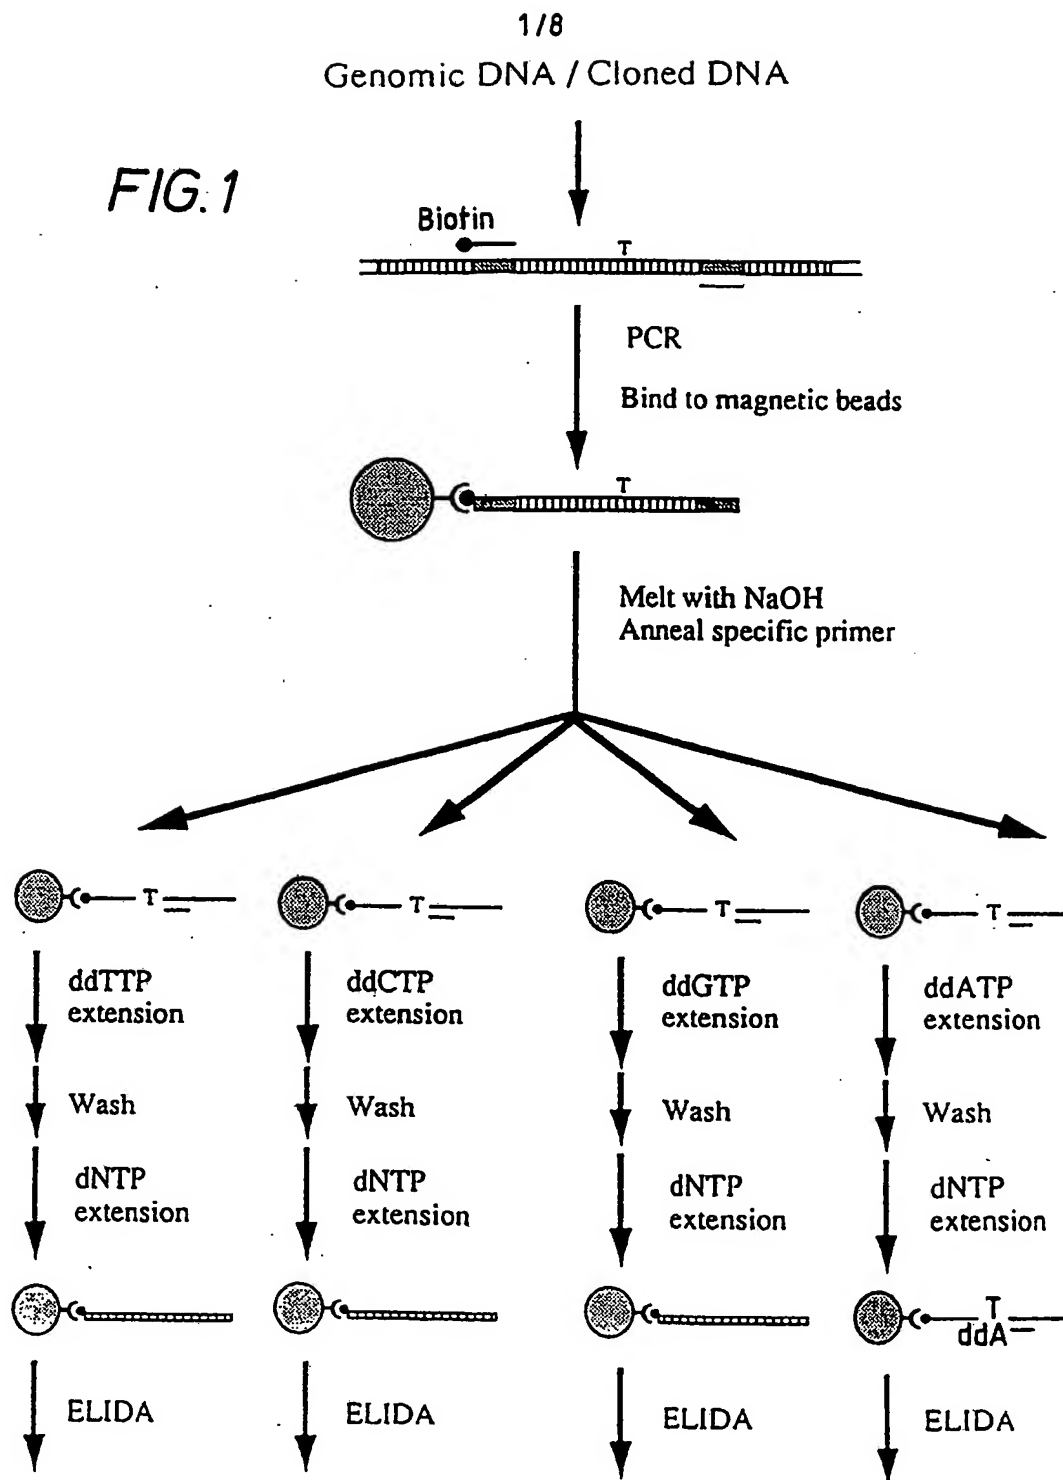 1/8
Genomic DNA / Cloned DNA
FIG. 1
Biotin
T
PCR
Bind to magnetic beads
T
Melt with NaOH
Anneal specific primer
T T T T
ddTTP ddCTP ddGTP ddATP
extension extension extension extension
Wash Wash Wash Wash
dNTP dNTP dNTP dNTP
extension extension extension extension
T
ddA
ELIDA ELIDA ELIDA ELIDA